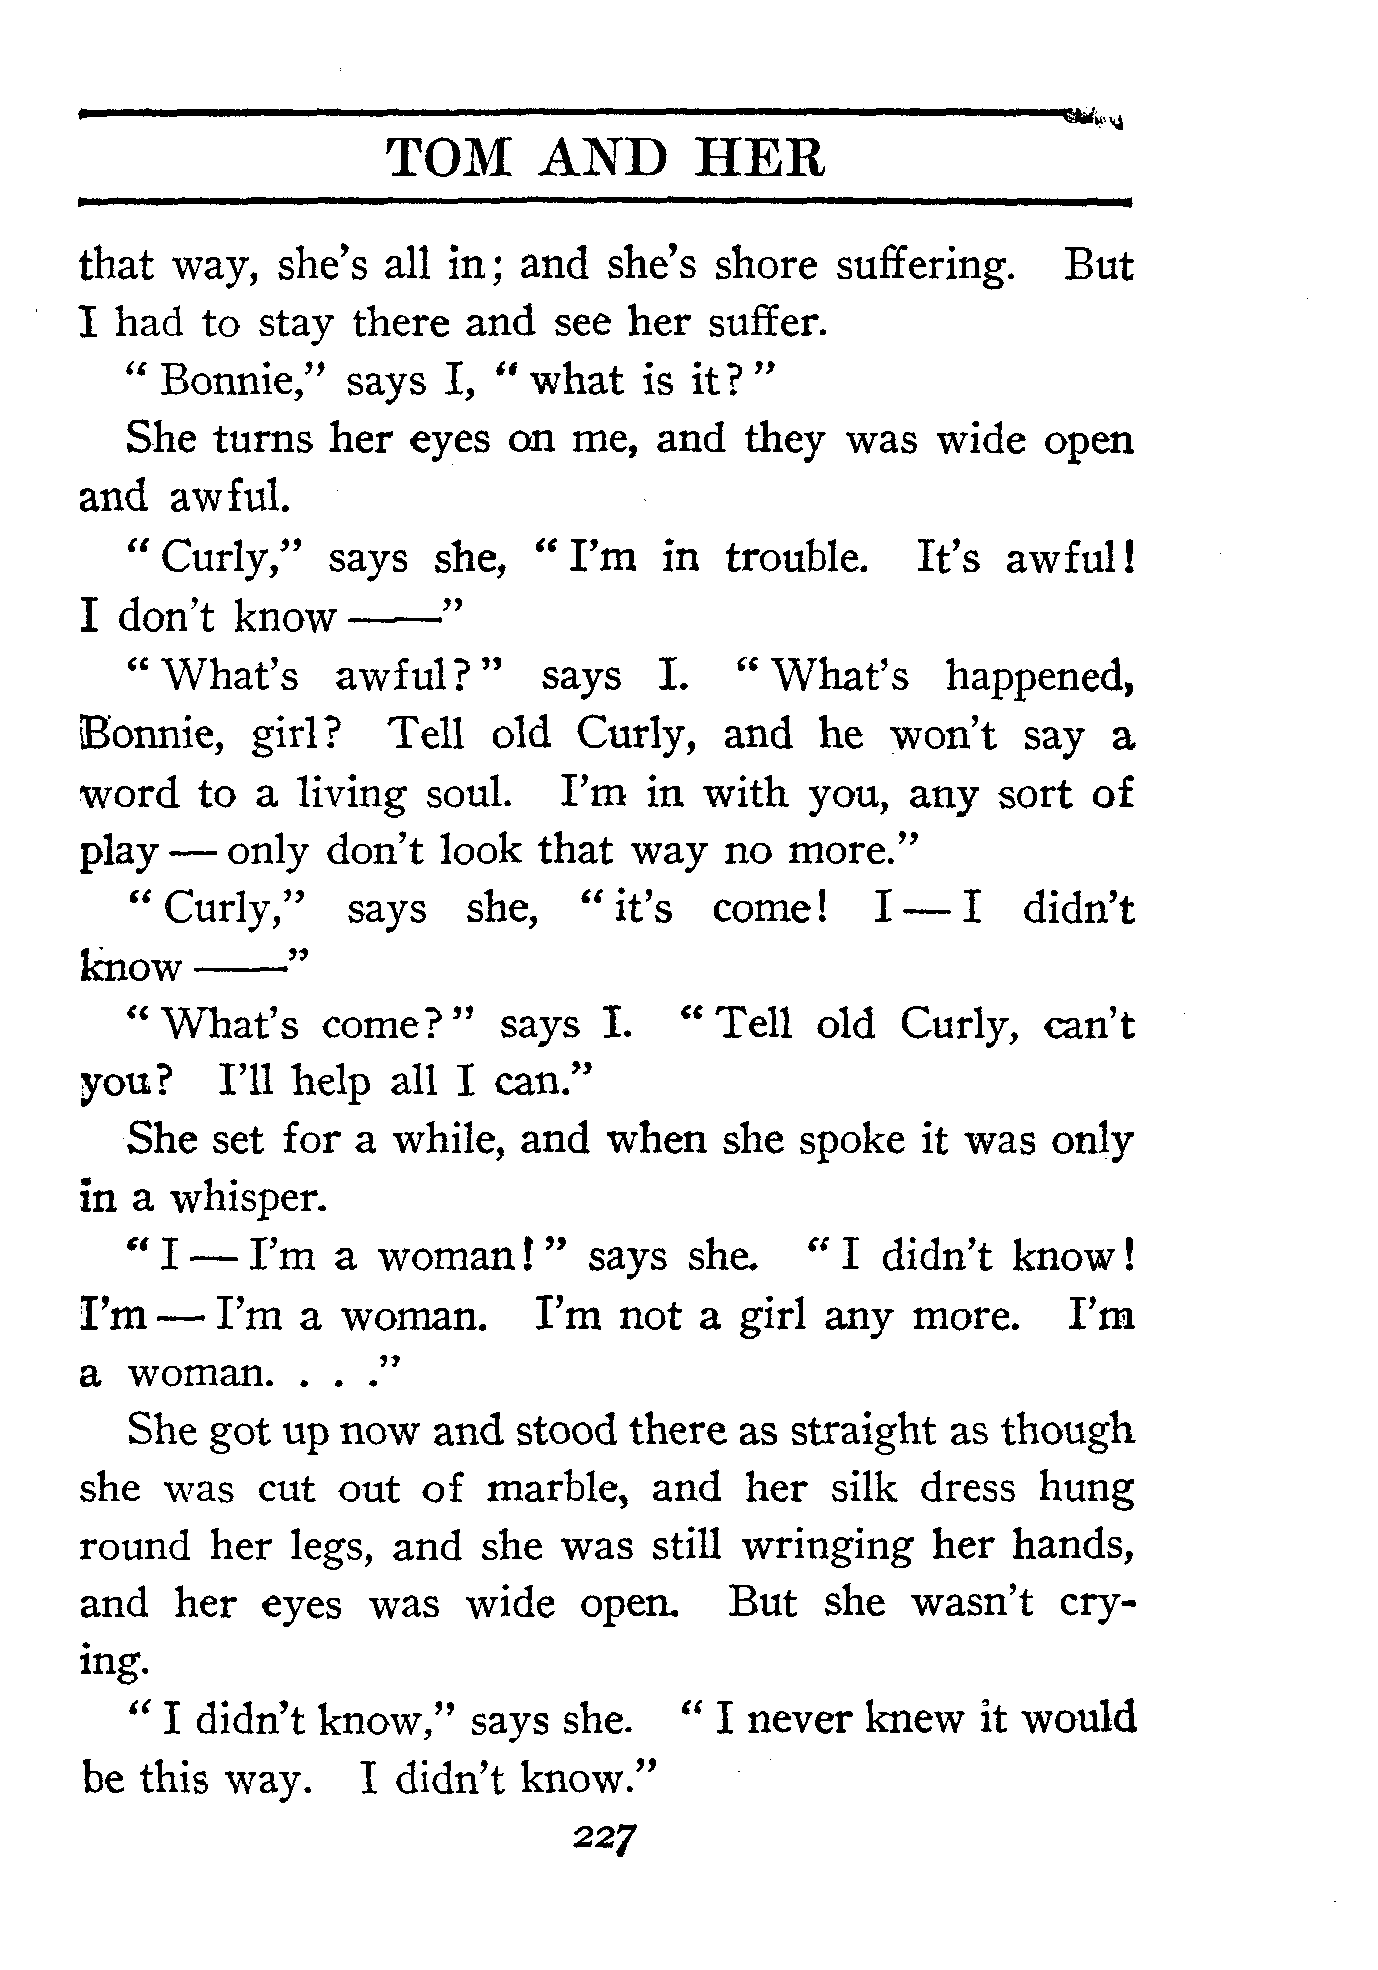 TOM AND HER
that way, she's all in; and she's shore suffering. But
I had to stay there and see her suffer.
" Bonnie," says I, " what is it? "
She turns her eyes on me, and they was wide open
and awful.
" Curly," says she, " I'm in trouble. It's awful!
I don't know ——"
" What's awful? " says I. " What's happened,
Bonnie, girl? Tell old Curly, and he won't say a
word to a living soul. I'm in with you, any sort of
play — only don't look that way no more."
" Curly," says she, " it's come! I — I didn't
know ——"
" What's come? " says I. " Tell old Curly, can't
you? I'll help all I can."
She set for a while, and when she spoke it was only
in a whisper.
" I — I'm a woman! " says she. " I didn't know!
I'm — I'm a woman. I'm not a girl any more. I'm
a woman. . . ."
She got up now and stood there as straight as though
she was cut out of marble, and her silk dress hung
round her legs, and she was still wringing her hands,
and her eyes was wide open. But she wasn't cry-
ing.
" I didn't know," says she. " I never knew it would
be this way. I didn't know."
227